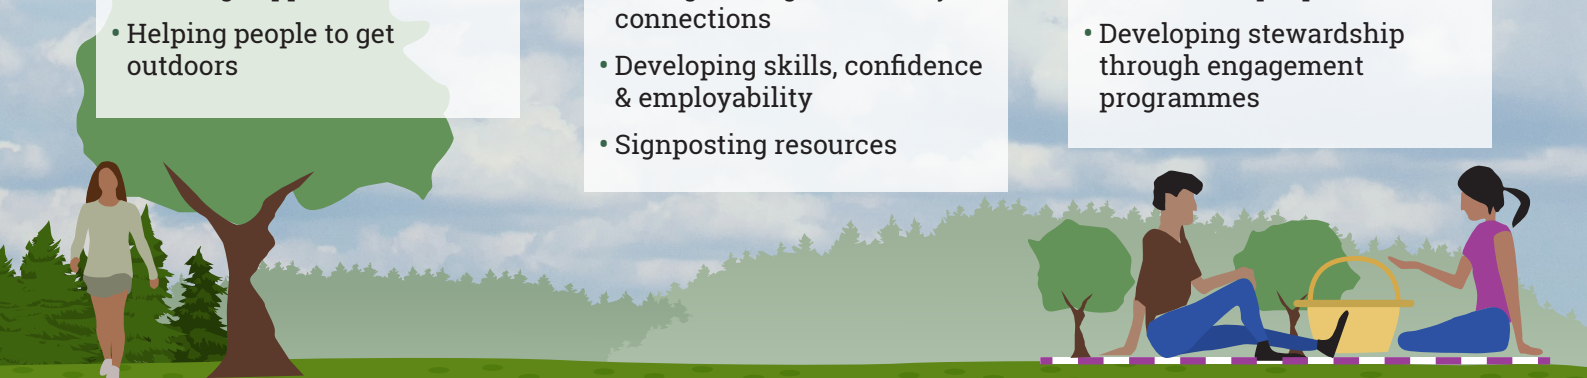 • Helping people to get
outdoors
connections
• Developing skills, confidence
& employability
• Signposting resources
• Developing stewardship
through engagement
programmes